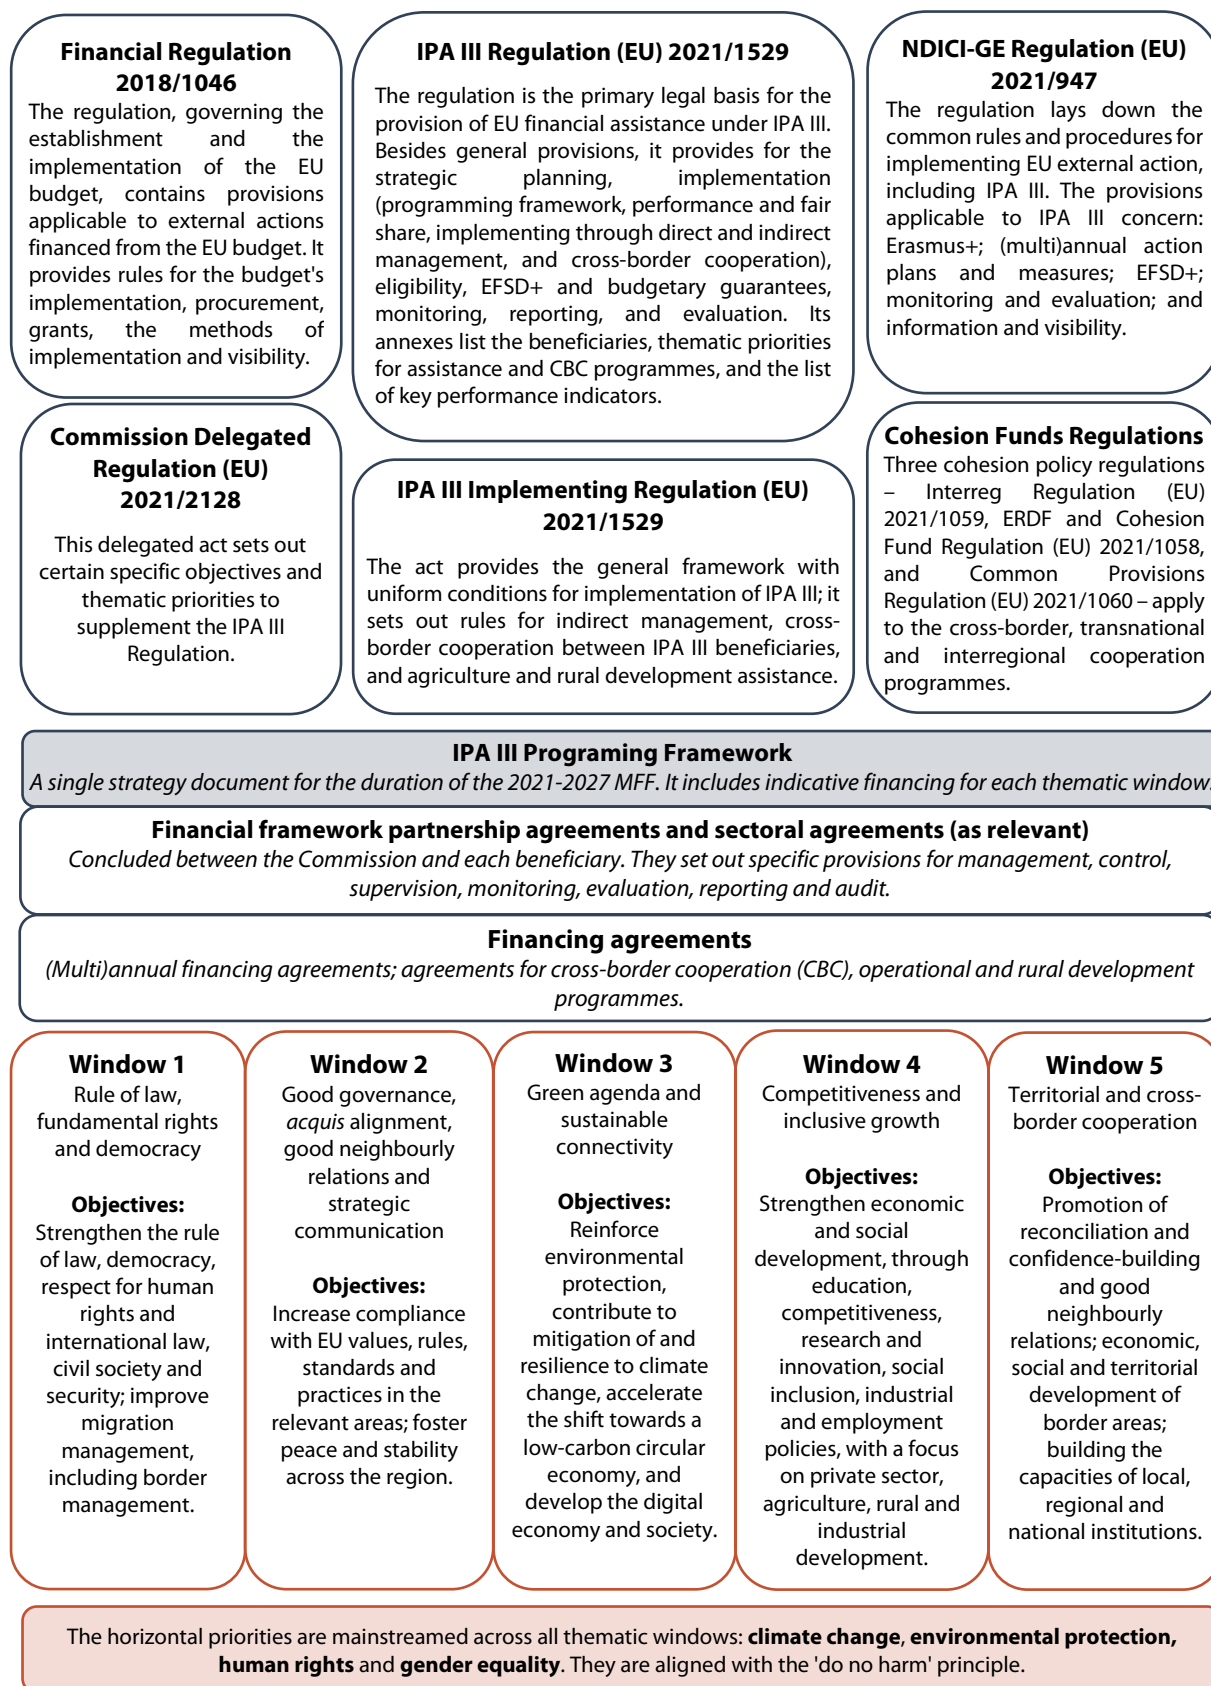 Financial Regulation
2018/1046
The regulation, governing the
establishment and the
implementation of the EU
budget, contains provisions
applicable to external actions
financed from the EU budget. It
provides rules for the budget's
implementation, procurement,
grants, the methods of
implementation and visibility.
IPA III Regulation (EU) 2021/1529
The regulation is the primary legal basis for the
provision of EU financial assistance under IPA III.
Besides general provisions, it provides for the
strategic planning, implementation
(programming framework, performance and fair
share, implementing through direct and indirect
management, and cross-border cooperation),
eligibility, EFSD+ and budgetary guarantees,
monitoring, reporting, and evaluation. Its
annexes list the beneficiaries, thematic priorities
for assistance and CBC programmes, and the list
of key performance indicators.
NDICI-GE Regulation (EU)
2021/947
The regulation lays down the
common rules and procedures for
implementing EU external action,
including IPA III. The provisions
applicable to IPA III concern:
Erasmus+; (multi)annual action
plans and measures; EFSD+;
monitoring and evaluation; and
information and visibility.
Commission Delegated
Regulation (EU)
2021/2128
This delegated act sets out
certain specific objectives and
thematic priorities to
supplement the IPA III
Regulation.
IPA III Implementing Regulation (EU)
2021/1529
The act provides the general framework with
uniform conditions for implementation of IPA III; it
sets out rules for indirect management, cross-
border cooperation between IPA III beneficiaries,
and agriculture and rural development assistance.
Cohesion Funds Regulations
Three cohesion policy regulations
– Interreg Regulation (EU)
2021/1059, ERDF and Cohesion
Fund Regulation (EU) 2021/1058,
and Common Provisions
Regulation (EU) 2021/1060 – apply
to the cross-border, transnational
and interregional cooperation
programmes.
IPA III Programing Framework
A single strategy document for the duration of the 2021-2027 MFF. It includes indicative financing for each thematic window.
Financial framework partnership agreements and sectoral agreements (as relevant)
Concluded between the Commission and each beneficiary. They set out specific provisions for management, control,
supervision, monitoring, evaluation, reporting and audit.
Financing agreements
(Multi)annual financing agreements; agreements for cross-border cooperation (CBC), operational and rural development
programmes.
Window 1
Rule of law,
fundamental rights
and democracy
Objectives:
Strengthen the rule
of law, democracy,
respect for human
rights and
international law,
civil society and
security; improve
migration
management,
including border
management.
Window 2
Good governance,
acquis alignment,
good neighbourly
relations and
strategic
communication
Objectives:
Increase compliance
with EU values, rules,
standards and
practices in the
relevant areas; foster
peace and stability
across the region.
Window 3
Green agenda and
sustainable
connectivity
Objectives:
Reinforce
environmental
protection,
contribute to
mitigation of and
resilience to climate
change, accelerate
the shift towards a
low-carbon circular
economy, and
develop the digital
economy and society.
Window 4
Competitiveness and
inclusive growth
Objectives:
Strengthen economic
and social
development, through
education,
competitiveness,
research and
innovation, social
inclusion, industrial
and employment
policies, with a focus
on private sector,
agriculture, rural and
industrial
development.
Window 5
Territorial and cross-
border cooperation
Objectives:
Promotion of
reconciliation and
confidence-building
and good
neighbourly
relations; economic,
social and territorial
development of
border areas;
building the
capacities of local,
regional and
national institutions.
The horizontal priorities are mainstreamed across all thematic windows: climate change, environmental protection,
human rights and gender equality. They are aligned with the 'do no harm' principle.